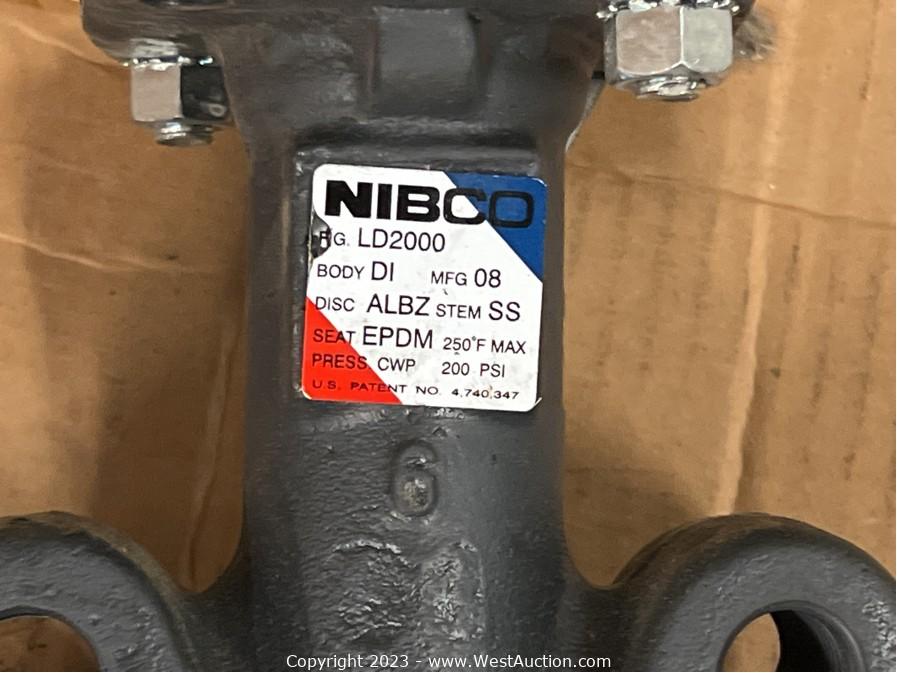 NIBCO
FIG. LD2000
BODY DI MFG 08
DISC ALBZ STEM SS
SEAT EPDM 250°F MAX
PRESS. CWP 200 PSI
U.S. PATENT NO. 4,740,347
6
Copyright 2023 - www.WestAuction.com